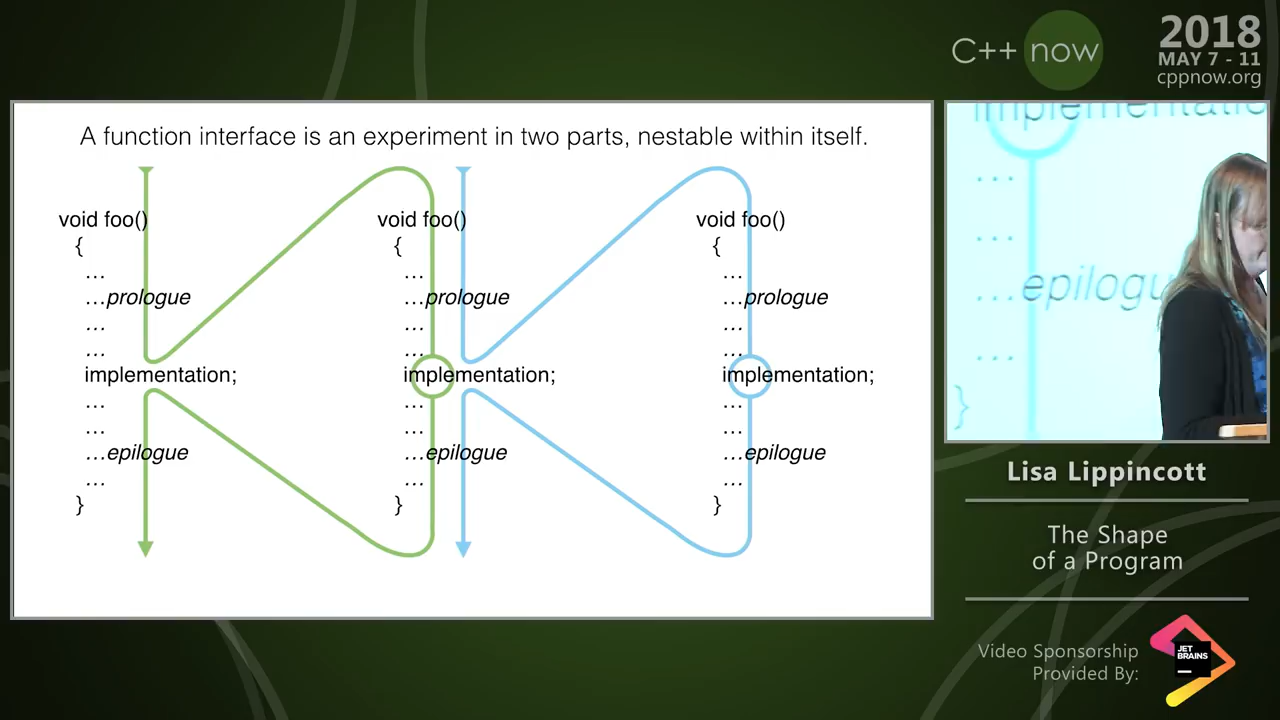 C++ now
2018
MAY 7 - 11
cppnow.org
A function interface is an experiment in two parts, nestable within itself.
void foo()
{
…
…prologue
…
…
implementation;
…
…
…epilogue
…
}
void foo()
{
…
…prologue
…
…
implementation;
…
…
…epilogue
…
}
void foo()
{
…
…prologue
…
…
implementation;
…
…
…epilogue
…
}
…
…
…
…
}
Lisa Lippincott
The Shape
of a Program
Video Sponsorship
Provided By:
JET
BRAINS